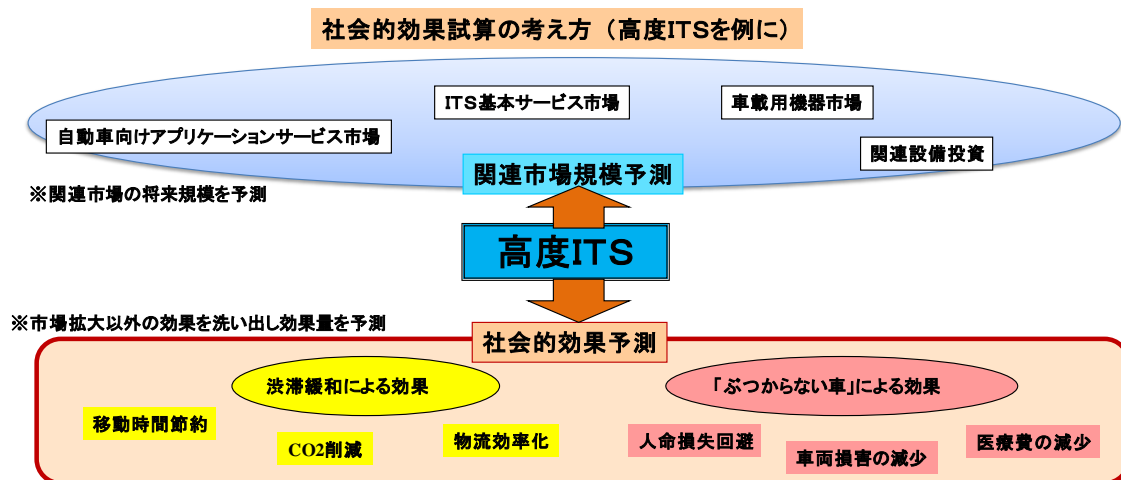 社会的効果試算の考え方（高度ITSを例に）
ITS基本サービス市場
車載用機器市場
自動車向けアプリケーションサービス市場
関連設備投資
関連市場規模予測
※関連市場の将来規模を予測
高度ITS
※市場拡大以外の効果を洗い出し効果量を予測
社会的効果予測
渋滞緩和による効果
「ぶつからない車」による効果
移動時間節約
CO2削減
物流効率化
人命損失回避
車両損害の減少
医療費の減少